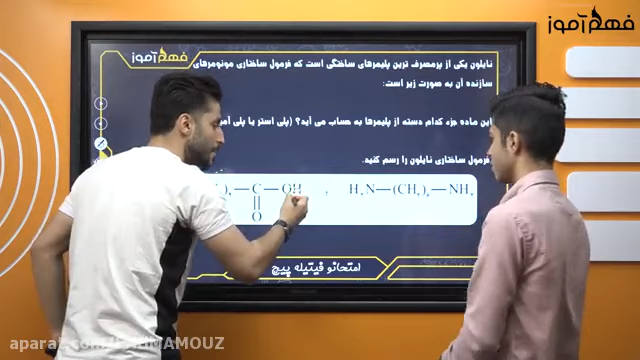 فهم آموز
فهم آموز
نایلون یکی از پرمصرف ترین پلیمرهای ساختگی است که فرمول ساختاری مونومرهای
سازنده آن به صورت زیر است:
این ماده جزء کدام دسته از پلیمرها به حساب می آید؟ (پلی استر یا پلی
فرمول ساختاری نایلون را رسم کنید.
C — OH , H₂N — (CH₂)₆ — NH₂
O
امتحانو فیتیله پیچ
aparat.com/FAHMAMOUZ